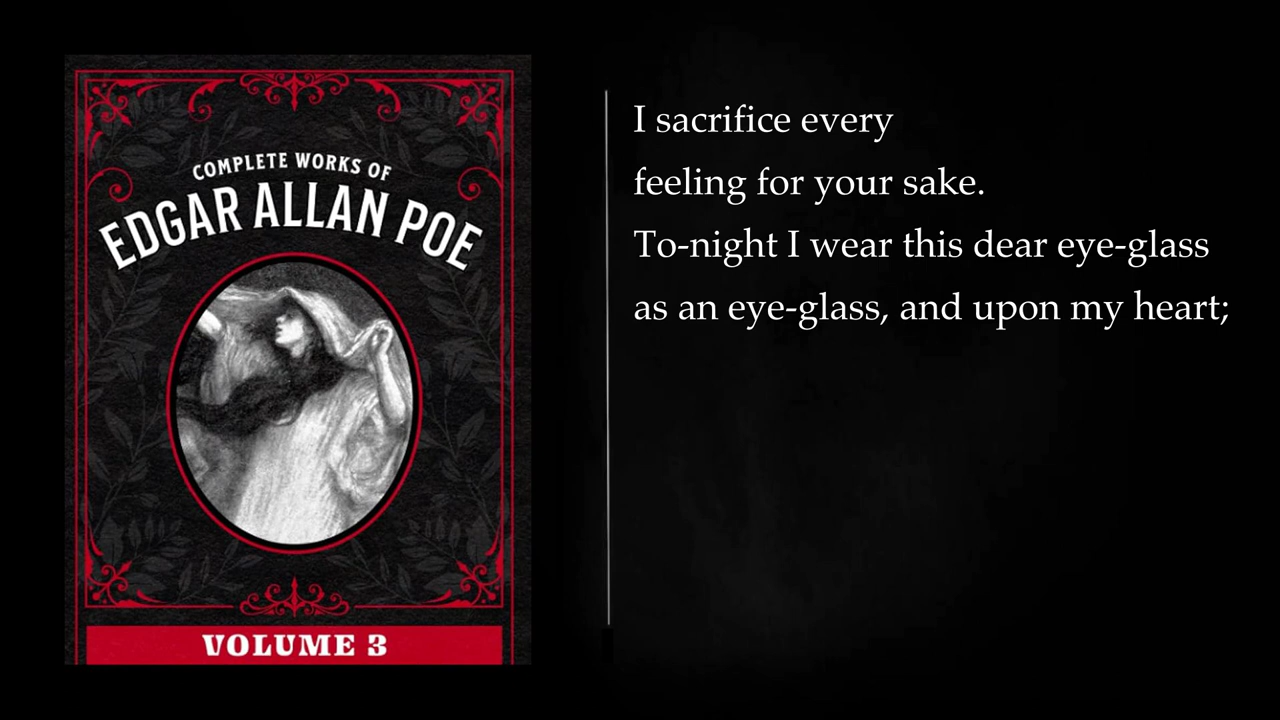 COMPLETE WORKS OF
EDGAR ALLAN POE
VOLUME 3
I sacrifice every
feeling for your sake.
To-night I wear this dear eye-glass
as an eye-glass, and upon my heart;